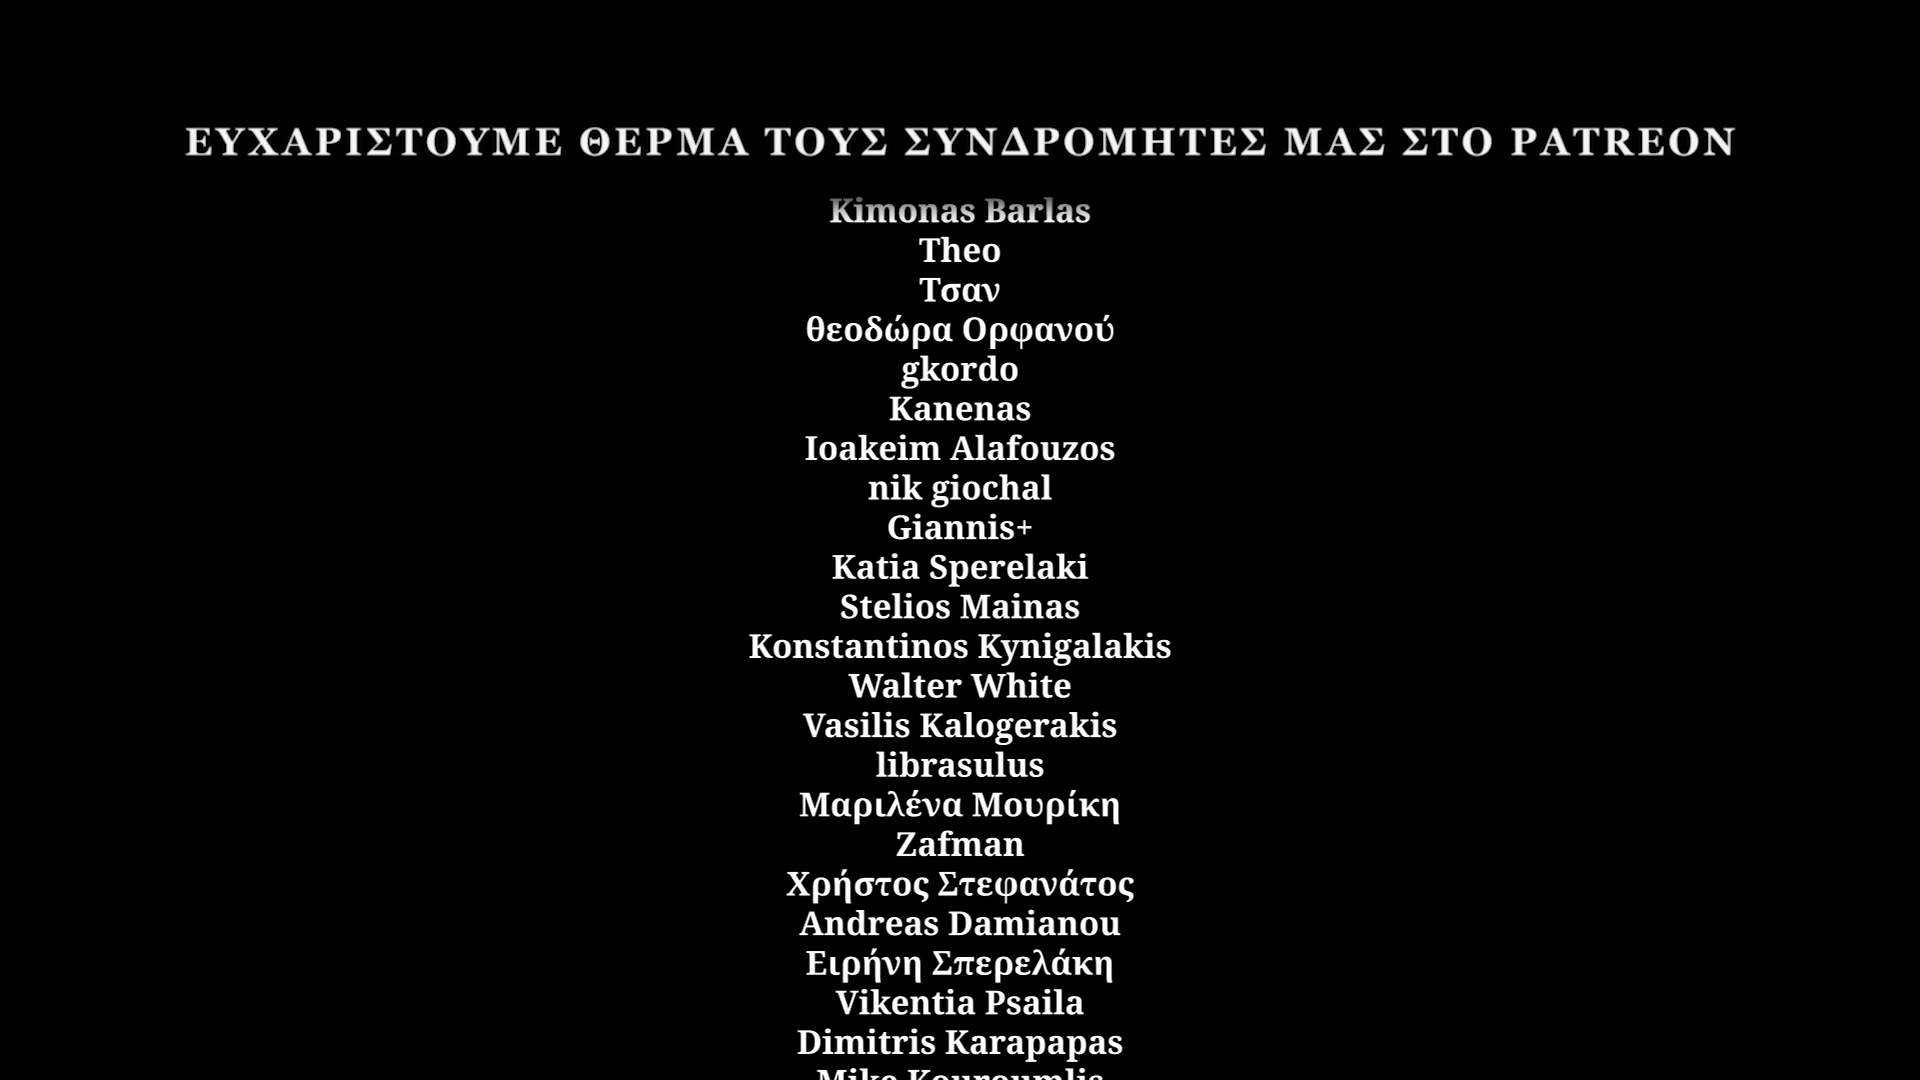 ΕΥΧΑΡΙΣΤΟΥΜΕ ΘΕΡΜΑ ΤΟΥΣ ΣΥΝΔΡΟΜΗΤΕΣ ΜΑΣ ΣΤΟ PATREON
Kimonas Barlas
Theo
Τσαν
θεοδώρα Ορφανού
gkordo
Kanenas
Ioakeim Alafouzos
nik giochal
Giannis+
Katia Sperelaki
Stelios Mainas
Konstantinos Kynigalakis
Walter White
Vasilis Kalogerakis
librasulus
Μαριλένα Μουρίκη
Zafman
Χρήστος Στεφανάτος
Andreas Damianou
Ειρήνη Σπερελάκη
Vikentia Psaila
Dimitris Karapapas
Mike Kouroumlis